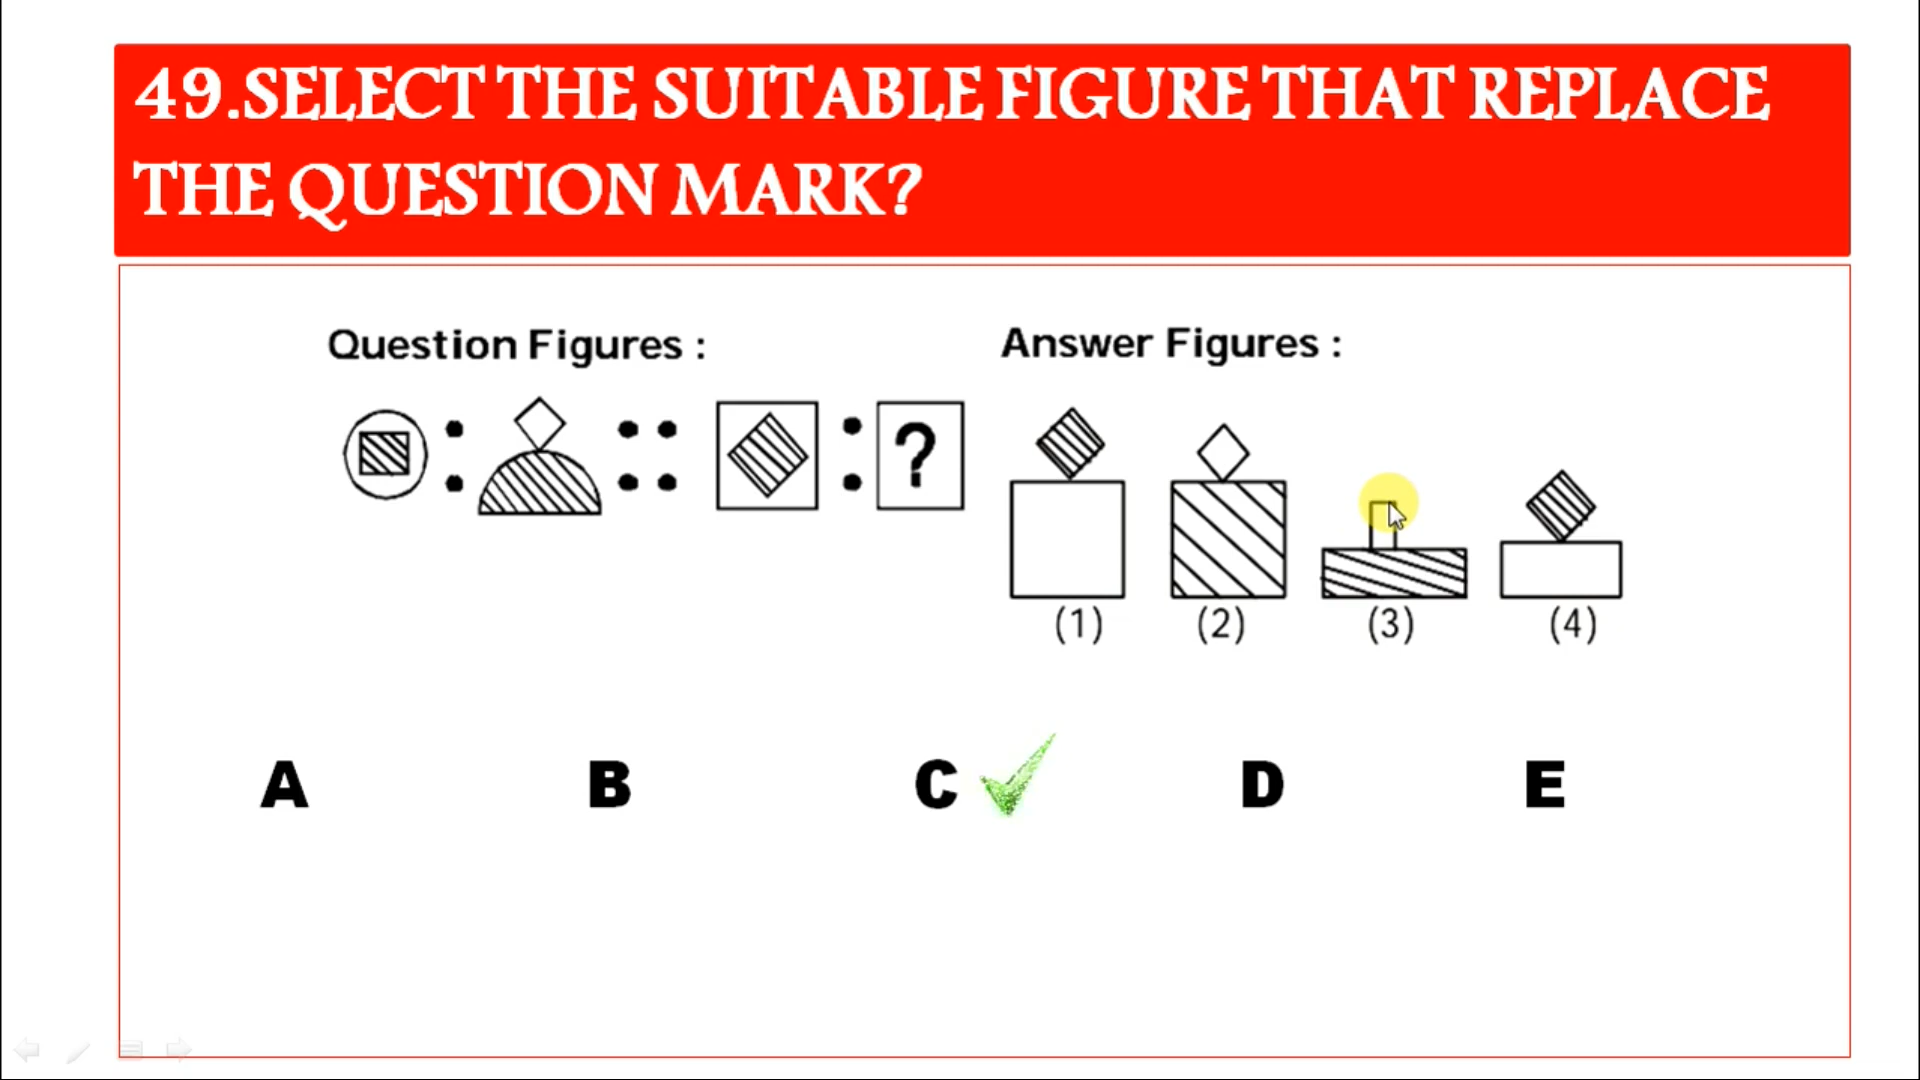 49.SELECT THE SUITABLE FIGURE THAT REPLACE
THE QUESTION MARK?
Question Figures :
Answer Figures :
?
(1) (2) (3) (4)
A B C D E